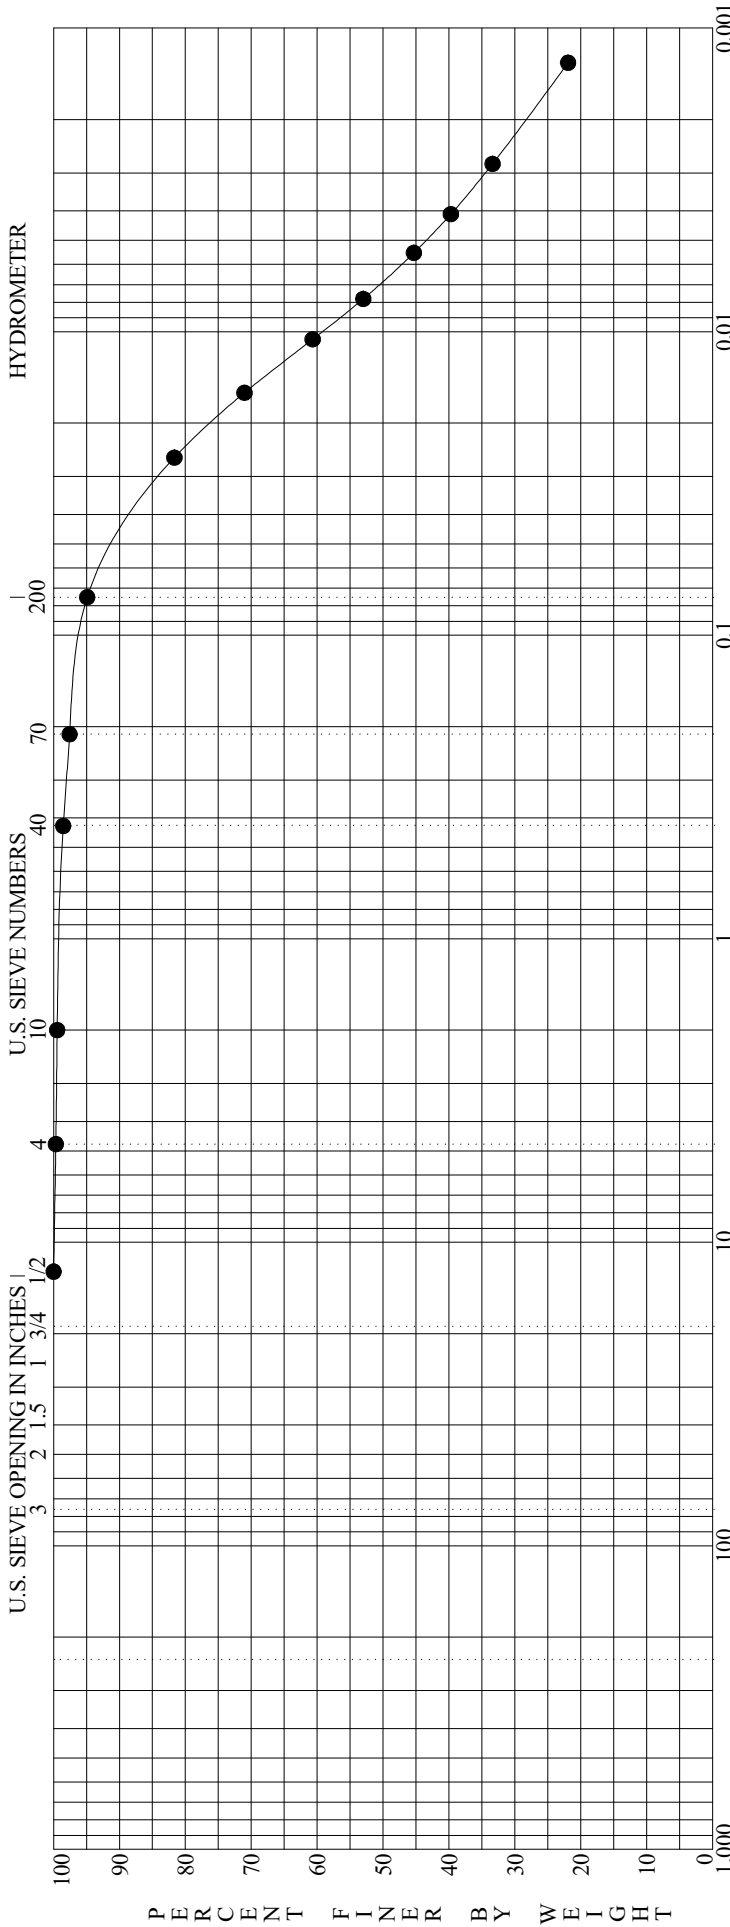 U.S. SIEVE OPENING IN INCHES | U.S. SIEVE NUMBERS | HYDROMETER
3 2 1.5 1 3/4 1/2 4 10 40 70 200
100
90
80
70
60
50
40
30
20
10
0
PERCENT FINER BY WEIGHT
1,000 100 10 1 0.1 0.01 0.001